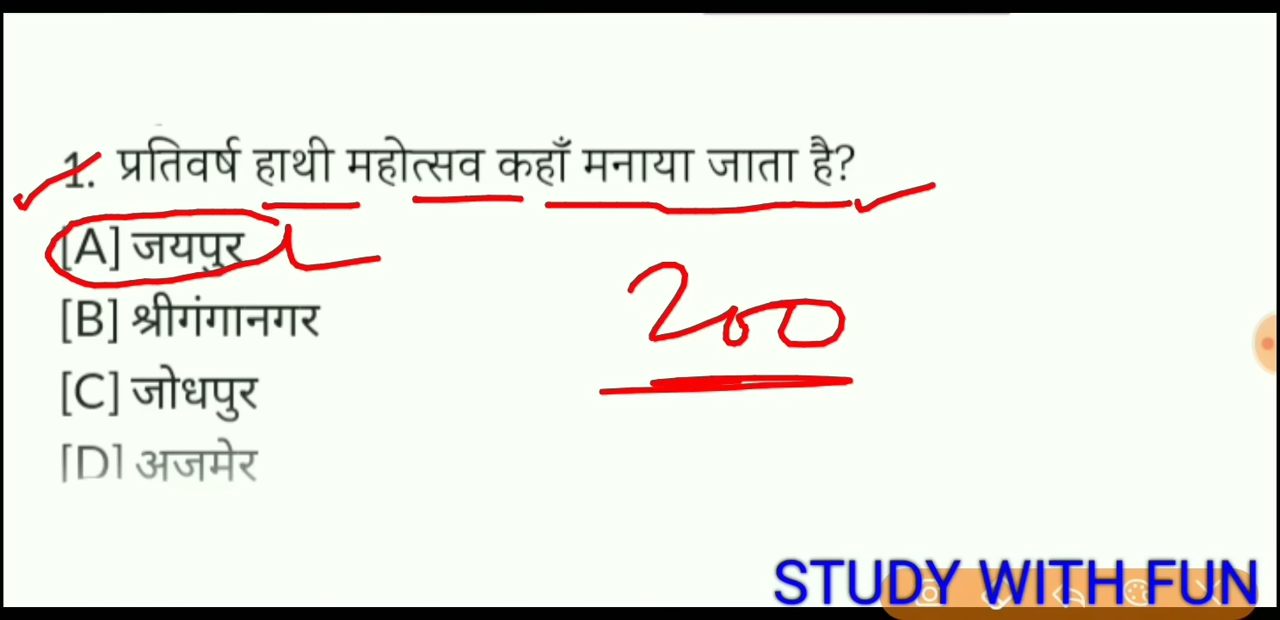 1. प्रतिवर्ष हाथी महोत्सव कहाँ मनाया जाता है?
[A] जयपुर
[B] श्रीगंगानगर
200
[C] जोधपुर
[D] अजमेर
STUDY WITH FUN